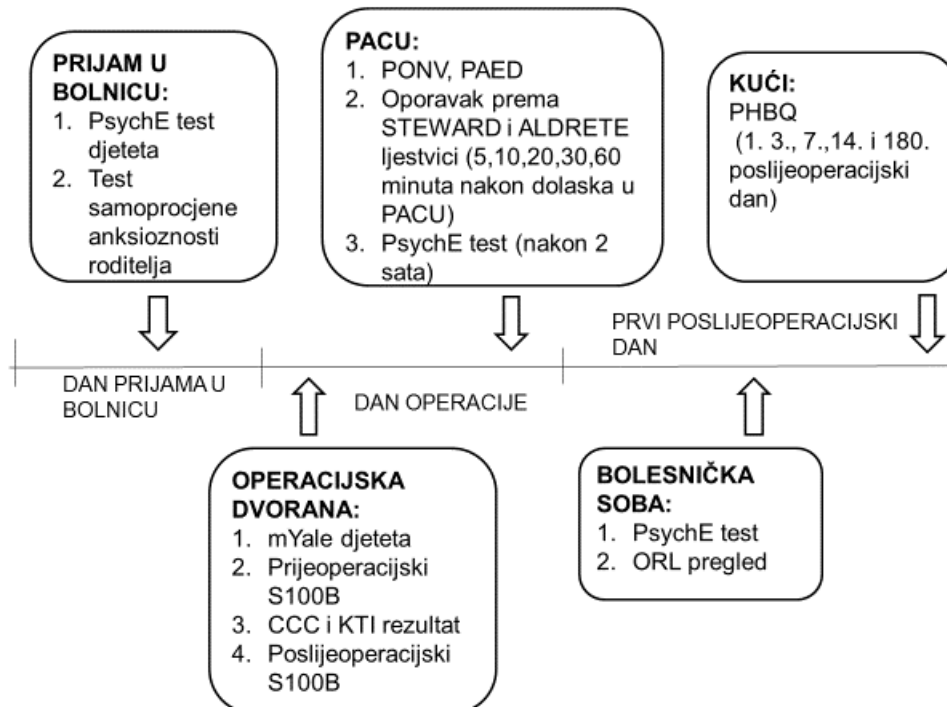 PRIJAM U
BOLNICU:
1. PsychE test
djeteta
2. Test
samoprocjene
anksioznosti
roditelja
PACU:
1. PONV, PAED
2. Oporavak prema
STEWARD i ALDRETE
ljestvici (5,10,20,30,60
minuta nakon dolaska u
PACU)
3. PsychE test (nakon 2
sata)
KUĆI:
PHBQ
(1. 3., 7.,14. i 180.
poslijeoperacijski
dan)
PRVI POSLIJEOPERACIJSKI
DAN
DAN PRIJAMA U
BOLNICU
DAN OPERACIJE
OPERACIJSKA
DVORANA:
1. mYale djeteta
2. Prijeoperacijski
S100B
3. CCC i KTI rezultat
4. Poslijeoperacijski
S100B
BOLESNIČKA
SOBA:
1. PsychE test
2. ORL pregled